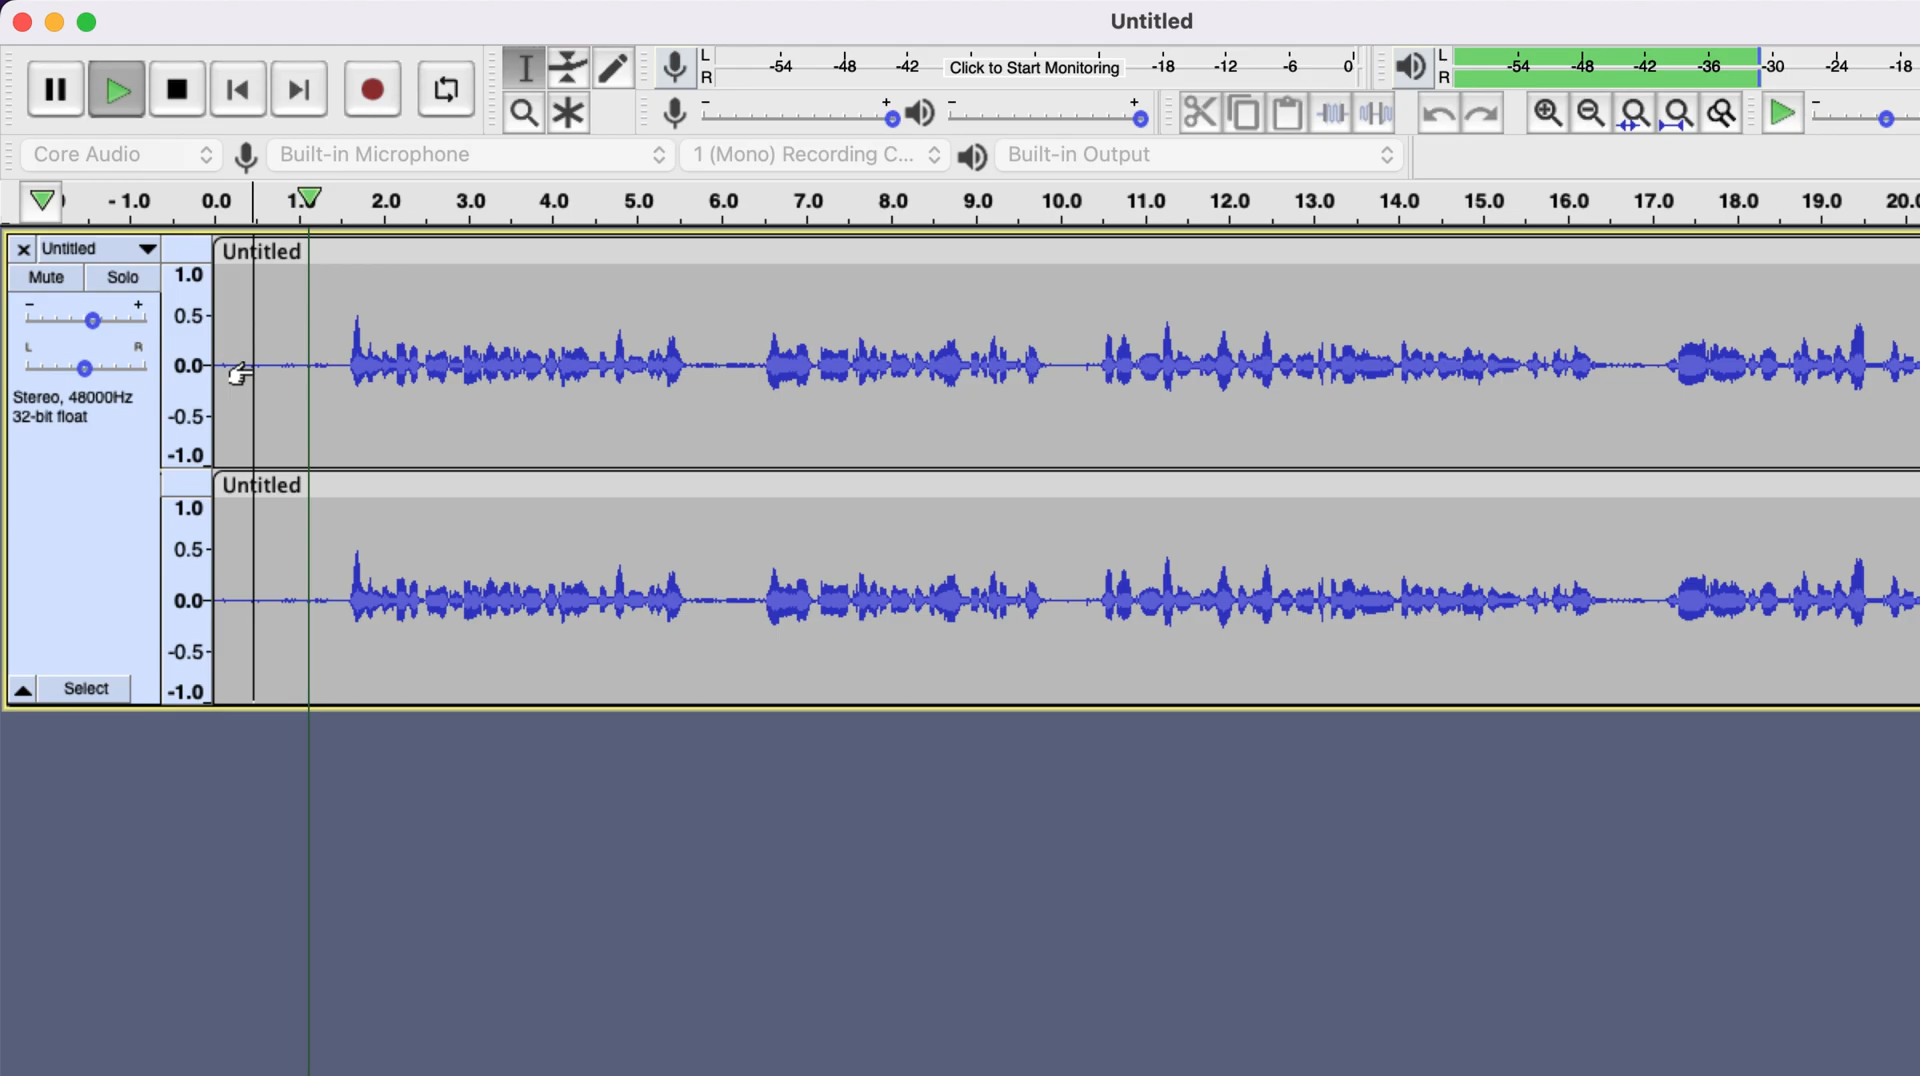 Untitled
L
R
-54 -48 -42 Click to Start Monitoring -18 -12 -6 0
L
R
-54 -48 -42 -36 -30 -24 -18
Core Audio
Built-in Microphone
1 (Mono) Recording C...
Built-in Output
-1.0 0.0 2.0 3.0 4.0 5.0 6.0 7.0 8.0 9.0 10.0 11.0 12.0 13.0 14.0 15.0 16.0 17.0 18.0 19.0 20.0
Untitled
Mute Solo
- +
L R
Stereo, 48000Hz
32-bit float
Select
Untitled
1.0
0.5
0.0
-0.5
-1.0
Untitled
1.0
0.5
0.0
-0.5
-1.0